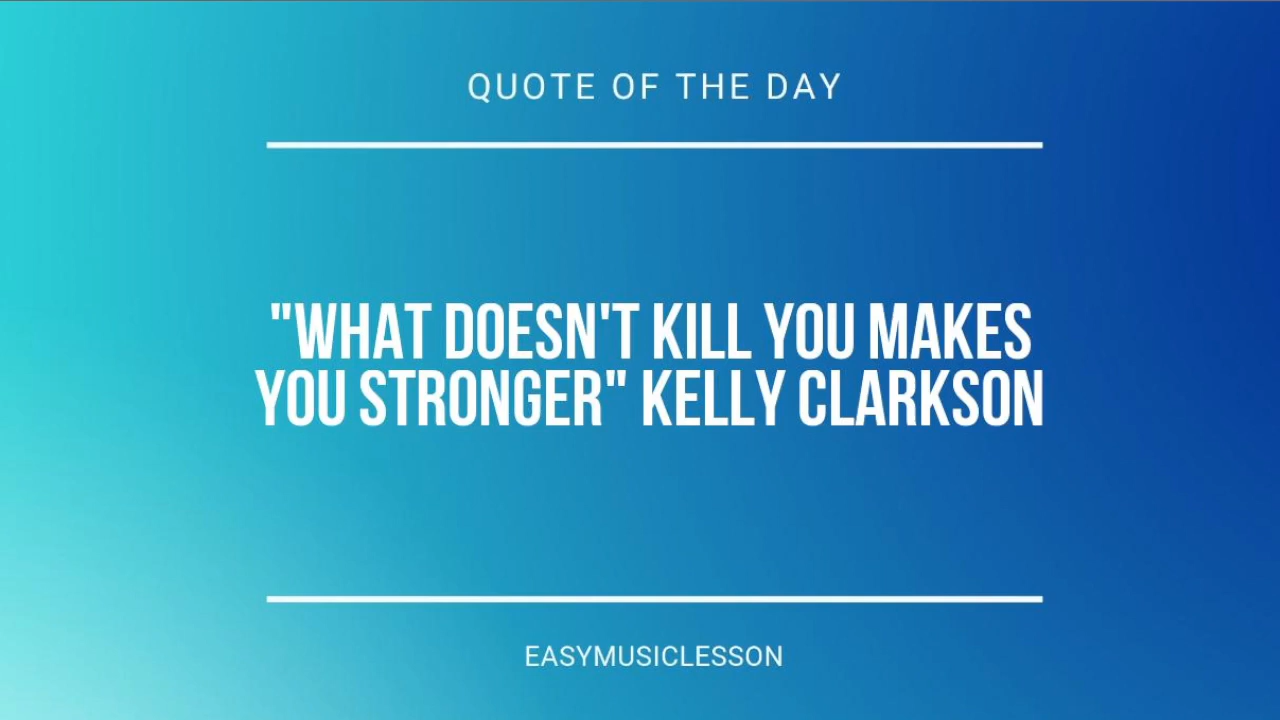 QUOTE OF THE DAY
"WHAT DOESN'T KILL YOU MAKES
YOU STRONGER" KELLY CLARKSON
EASYMUSICLESSON